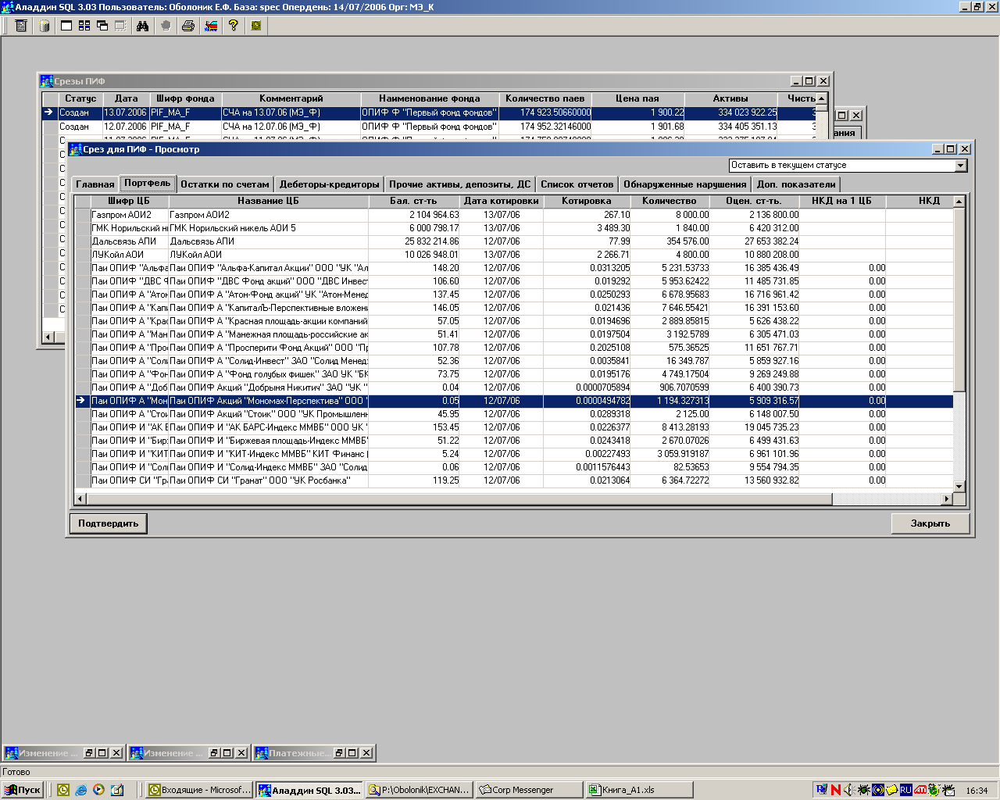 Аладдин SQL 3.03 Пользователь: Оболоник Е.Ф. База: spec Опердень: 14/07/2006 Орг: МЭ_К
Срезы ПИФ
Статус Дата Шифр фонда Комментарий Наименование фонда Количество паев Цена пая Активы Чисть
Создан 13.07.2006 PIF_MA_F СЧА на 13.07.06 (МЭ_Ф) ОПИФ Ф "Первый фонд фондов" 174 923.50660000 1 900.22 334 023 922.25 3
Создан 12.07.2006 PIF_MA_F СЧА на 12.07.06 (МЭ_Ф) ОПИФ Ф "Первый фонд фондов" 174 952.32146000 1 901.68 334 405 351.13 3
ания
Срез для ПИФ - Просмотр
Оставить в текущем статусе
Главная Портфель Остатки по счетам Дебеторы-кредиторы Прочие активы, депозиты, ДС Список отчетов Обнаруженные нарушения Доп. показатели
Шифр ЦБ Название ЦБ Бал. ст-ть Дата котировки Котировка Количество Оцен. ст-ть. НКД на 1 ЦБ НКД
Газпром АОИ2 Газпром АОИ2 2 104 964.63 13/07/06 267.10 8 000.00 2 136 800.00
ГМК Норильский ни ГМК Норильский никель АОИ 5 6 000 798.17 13/07/06 3 489.30 1 840.00 6 420 312.00
Дальсвязь АПИ Дальсвязь АПИ 25 832 214.86 12/07/06 77.99 354 576.00 27 653 382.24
ЛУКойл АОИ ЛУКойл АОИ 10 026 948.01 13/07/06 2 266.71 4 800.00 10 880 208.00
Паи ОПИФ "Альфа Паи ОПИФ "Альфа-Капитал Акции" ООО "УК "Ал 148.20 12/07/06 0.0313205 5 231.53733 16 385 436.49 0.00
Паи ОПИФ "ДВС Ф Паи ОПИФ "ДВС Фонд акций" ООО "ДВС Инвест 106.60 12/07/06 0.019292 5 953.62422 11 485 731.85 0.00
Паи ОПИФ А "Атон Паи ОПИФ А "Атон-Фонд акций" УК "Атон-Менед 137.45 12/07/06 0.0250293 6 678.95683 16 716 961.42 0.00
Паи ОПИФ А "Капи Паи ОПИФ А "КапиталЪ-Перспективные вложени 146.05 12/07/06 0.021436 7 646.55421 16 391 153.60 0.00
Паи ОПИФ А "Крас Паи ОПИФ А "Красная площадь-акции компаний 57.05 12/07/06 0.0194696 2 889.85815 5 626 438.22 0.00
Паи ОПИФ А "Ман Паи ОПИФ А "Манежная площадь-российские ак 51.41 12/07/06 0.0197504 3 192.5789 6 305 471.03 0.00
Паи ОПИФ А "Прос Паи ОПИФ А "Просперити Фонд Акций" ООО "Пр 107.78 12/07/06 0.2025108 575.36525 11 651 767.71 0.00
Паи ОПИФ А "Соли Паи ОПИФ А "Солид-Инвест" ЗАО "Солид Менед 52.36 12/07/06 0.0035841 16 349.787 5 859 927.16 0.00
Паи ОПИФ А "Фон Паи ОПИФ А "Фонд голубых фишек" ЗАО УК "БК 73.75 12/07/06 0.0195176 4 749.17504 9 269 249.88 0.00
Паи ОПИФ А "Доб Паи ОПИФ Акций "Добрыня Никитич" ЗАО "УК " 0.04 12/07/06 0.0000705894 906.7070599 6 400 390.73 0.00
Паи ОПИФ А "Мон Паи ОПИФ Акций "Мономах-Перспектива" ООО " 0.05 12/07/06 0.0000494782 1 194.327313 5 909 316.57 0.00
Паи ОПИФ А "Стои Паи ОПИФ Акций "Стоик" ООО "УК Промышленн 45.95 12/07/06 0.0289318 2 125.00 6 148 007.50 0.00
Паи ОПИФ И "АК Б Паи ОПИФ И "АК БАРС-Индекс ММВБ" ООО УК " 153.45 12/07/06 0.0226377 8 413.28193 19 045 735.23 0.00
Паи ОПИФ И "Бирж Паи ОПИФ И "Биржевая площадь-Индекс ММВБ" 51.22 12/07/06 0.0243418 2 670.07026 6 499 431.63 0.00
Паи ОПИФ И "КИТ Паи ОПИФ И "КИТ-Индекс ММВБ" КИТ Финанс ( 5.24 12/07/06 0.00227493 3 059.919187 6 961 101.96 0.00
Паи ОПИФ И "Соли Паи ОПИФ И "Солид-Индекс ММВБ" ЗАО "Солид 0.06 12/07/06 0.0011576443 82.53653 9 554 794.35 0.00
Паи ОПИФ СИ "Гр Паи ОПИФ СИ "Гранат" ООО "УК Росбанка" 119.25 12/07/06 0.0213064 6 364.72272 13 560 932.82 0.00
Подтвердить Закрыть
Изменение ... Изменение ... Платежные...
Готово
Пуск Входящие - Microsof... Аладдин SQL 3.03... P:\Obolonik\EXCHAN... Corp Messenger Книга_A1.xls RU 16:34